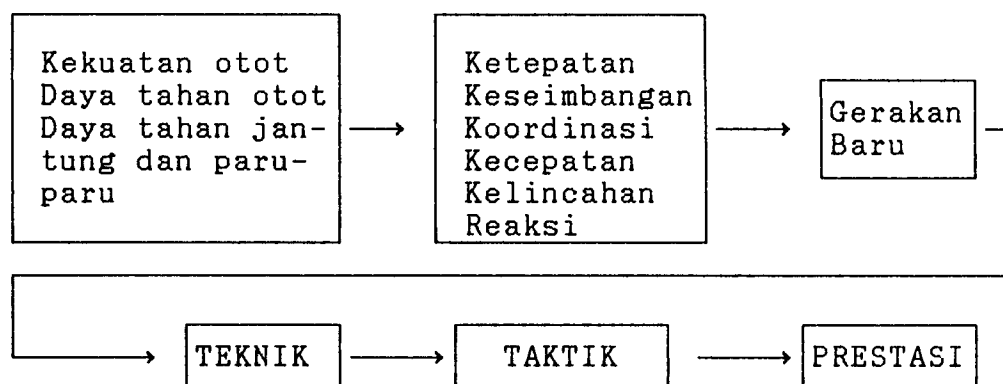 Kekuatan otot
Daya tahan otot
Daya tahan jan-
tung dan paru-
paru
Ketepatan
Keseimbangan
Koordinasi
Kecepatan
Kelincahan
Reaksi
Gerakan
Baru
TEKNIK
TAKTIK
PRESTASI